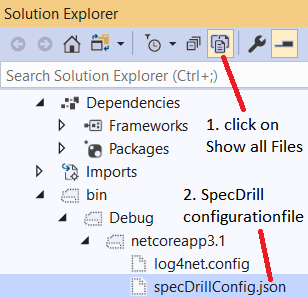 Solution Explorer
Search Solution Explorer (Ctrl+;)
Dependencies
Frameworks
1. click on
Show all Files
Packages
Imports
bin
2. SpecDrill
configurationfile
Debug
netcoreapp3.1
log4net.config
specDrillConfig.json